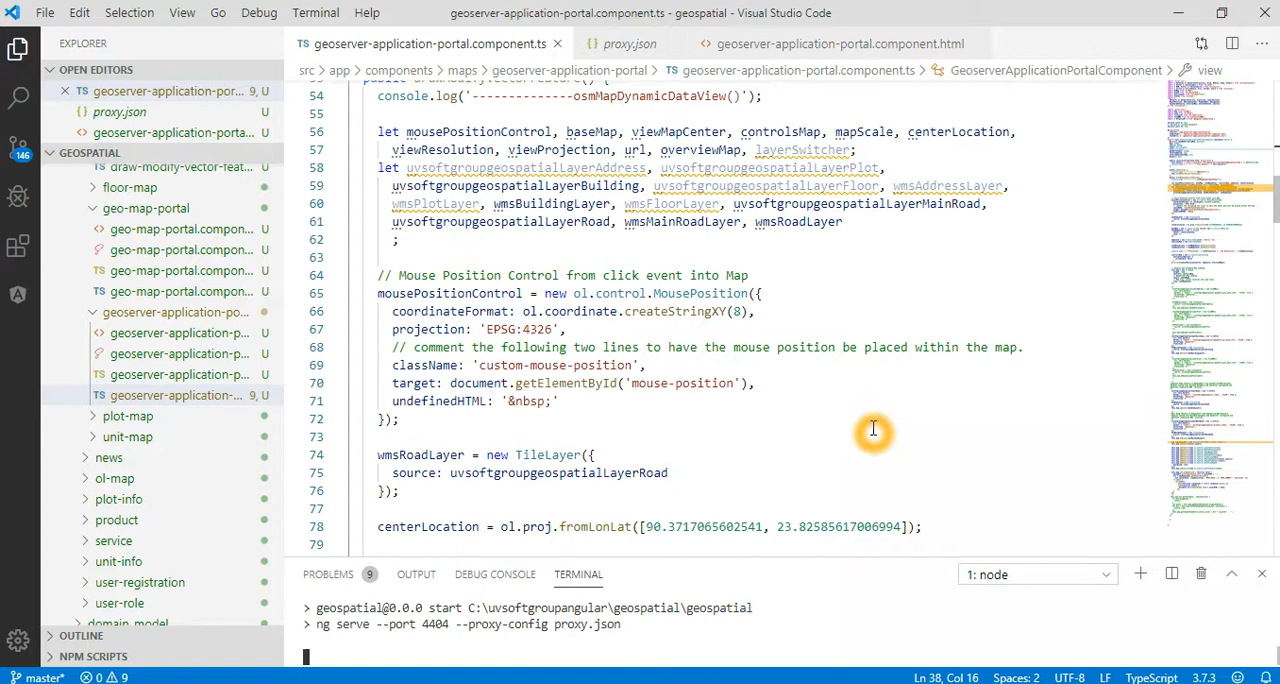 File Edit Selection View Go Debug Terminal Help
geoserver-application-portal.component.ts - geospatial - Visual Studio Code
EXPLORER
OPEN EDITORS
TS geoserver-application-por... 9, U
{ } proxy.json
<> geoserver-application-porta... U
GEOSPATIAL
draw-modify-vector-feat...
floor-map
geo-map-portal
<> geo-map-portal.compon... U
geo-map-portal.compon... U
TS geo-map-portal.compon... U
TS geo-map-portal.compon... U
geoserver-application-po...
<> geoserver-application-p... U
geoserver-application-p... U
TS geoserver-application-p... U
TS geoserver-application-... 9, U
plot-map
unit-map
news
ol-map
plot-info
product
service
unit-info
user-registration
user-role
domain_model
OUTLINE
NPM SCRIPTS
146
TS geoserver-application-portal.component.ts
{ } proxy.json
<> geoserver-application-portal.component.html
src > app > components > maps > geoserver-application-portal > TS geoserver-application-portal.component.ts > GeoserverApplicationPortalComponent > view
54 console.log('------------osmMapDynamicDataView()');
55
56 let mousePositionControl, baseMap, viewMapCenter, controlsMap, mapScale, centerLocation,
57 viewResolution, viewProjection, url, overviewMap, layerSwitcher;
58 let uvsoftgroupgeospatialLayerAddress, uvsoftgroupgeospatialLayerPlot,
59 uvsoftgroupgeospatialLayerBuilding, uvsoftgroupgeospatialLayerFloor, wmsAddressLayer,
60 wmsPlotLayer, wmsBuildingLayer, wmsFloorLayer, uvsoftgroupgeospatialLayerMainRoad,
61 uvsoftgroupgeospatialLayerRoad, wmsMainRoadLayer, wmsRoadLayer
62 ;
63
64 // Mouse Postion control from click event into Map
65 mousePositionControl = new ol.control.MousePosition({
66 coordinateFormat: ol.coordinate.createStringXY(8),
67 projection: 'EPSG:4326',
68 // comment the following two lines to have the mouse position be placed within the map.
69 className: 'custom-mouse-position',
70 target: document.getElementById('mouse-position'),
71 undefinedHTML: '&nbsp;'
72 });
73
74 wmsRoadLayer = new TileLayer({
75 source: uvsoftgroupgeospatialLayerRoad
76 });
77
78 centerLocation = ol.proj.fromLonLat([90.3717065602541, 23.82585617006994]);
79
PROBLEMS 9 OUTPUT DEBUG CONSOLE TERMINAL
1: node
> geospatial@0.0.0 start C:\uvsoftgroupangular\geospatial\geospatial
> ng serve --port 4404 --proxy-config proxy.json
master* 0 9
Ln 38, Col 16 Spaces: 2 UTF-8 LF TypeScript 3.7.3